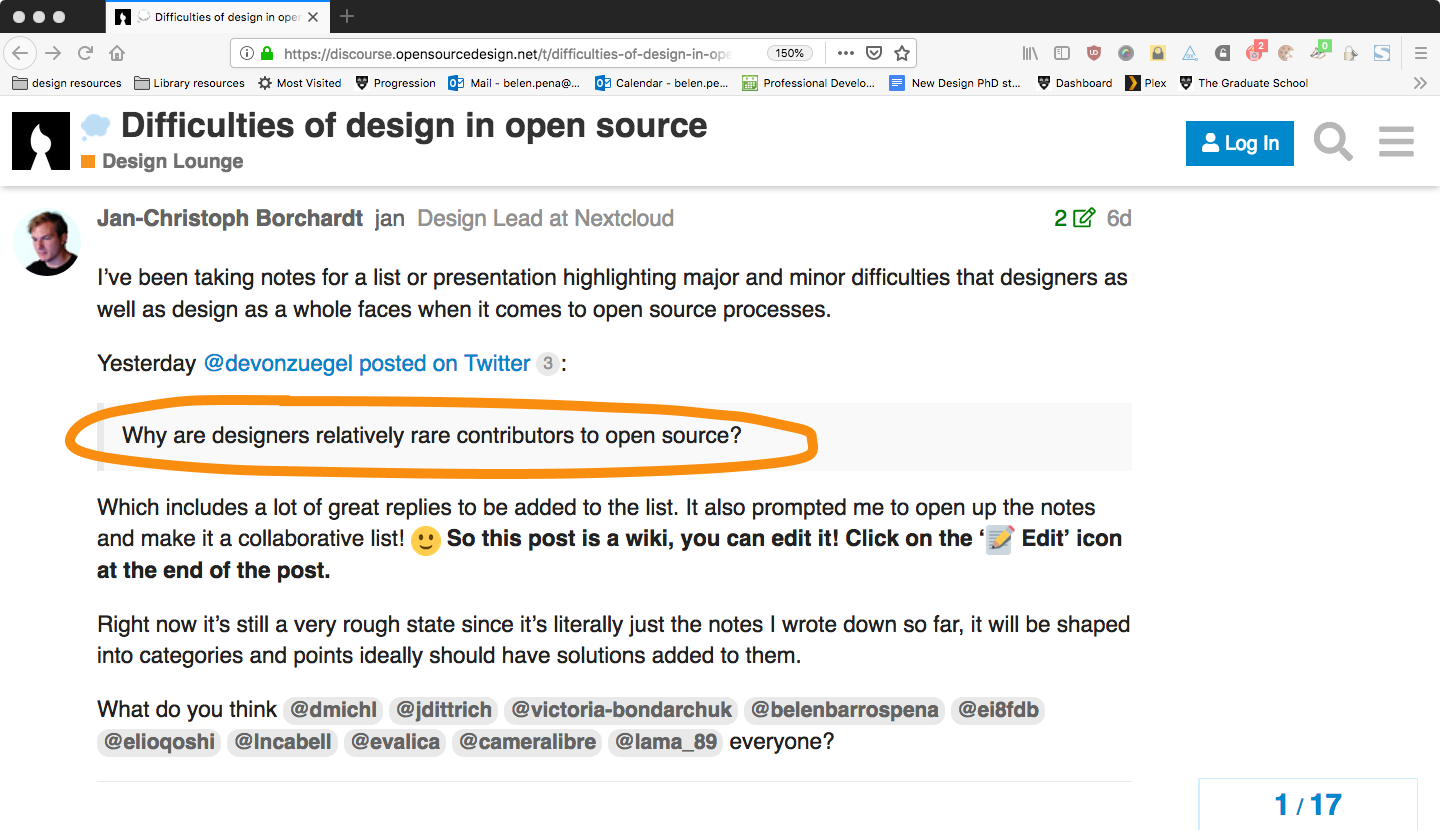 Difficulties of design in oper
https://discourse.opensourcedesign.net/t/difficulties-of-design-in-ope
150%
2
0
design resources
Library resources
Most Visited
Progression
Mail - belen.pena@...
Calendar - belen.pe...
Professional Develo...
New Design PhD st...
Dashboard
Plex
The Graduate School
Difficulties of design in open source
Design Lounge
Log In
Jan-Christoph Borchardt jan Design Lead at Nextcloud
2 6d
I’ve been taking notes for a list or presentation highlighting major and minor difficulties that designers as
well as design as a whole faces when it comes to open source processes.
Yesterday @devonzuegel posted on Twitter 3 :
Why are designers relatively rare contributors to open source?
Which includes a lot of great replies to be added to the list. It also prompted me to open up the notes
and make it a collaborative list! 🙂 So this post is a wiki, you can edit it! Click on the ‘📝 Edit’ icon
at the end of the post.
Right now it’s still a very rough state since it’s literally just the notes I wrote down so far, it will be shaped
into categories and points ideally should have solutions added to them.
What do you think @dmichl @jdittrich @victoria-bondarchuk @belenbarrospena @ei8fdb
@elioqoshi @Incabell @evalica @cameralibre @lama_89 everyone?
1 / 17